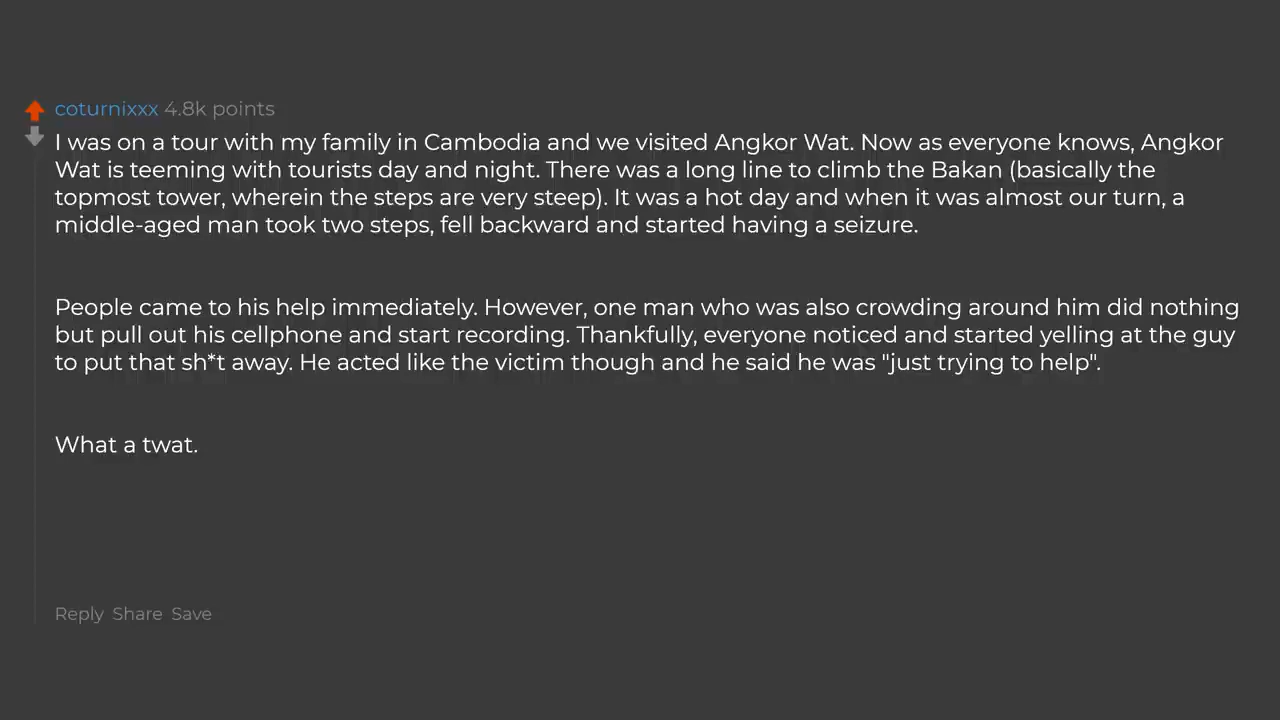 coturnixxx 4.8k points
I was on a tour with my family in Cambodia and we visited Angkor Wat. Now as everyone knows, Angkor
Wat is teeming with tourists day and night. There was a long line to climb the Bakan (basically the
topmost tower, wherein the steps are very steep). It was a hot day and when it was almost our turn, a
middle-aged man took two steps, fell backward and started having a seizure.
People came to his help immediately. However, one man who was also crowding around him did nothing
but pull out his cellphone and start recording. Thankfully, everyone noticed and started yelling at the guy
to put that sh*t away. He acted like the victim though and he said he was "just trying to help".
What a twat.
Reply Share Save